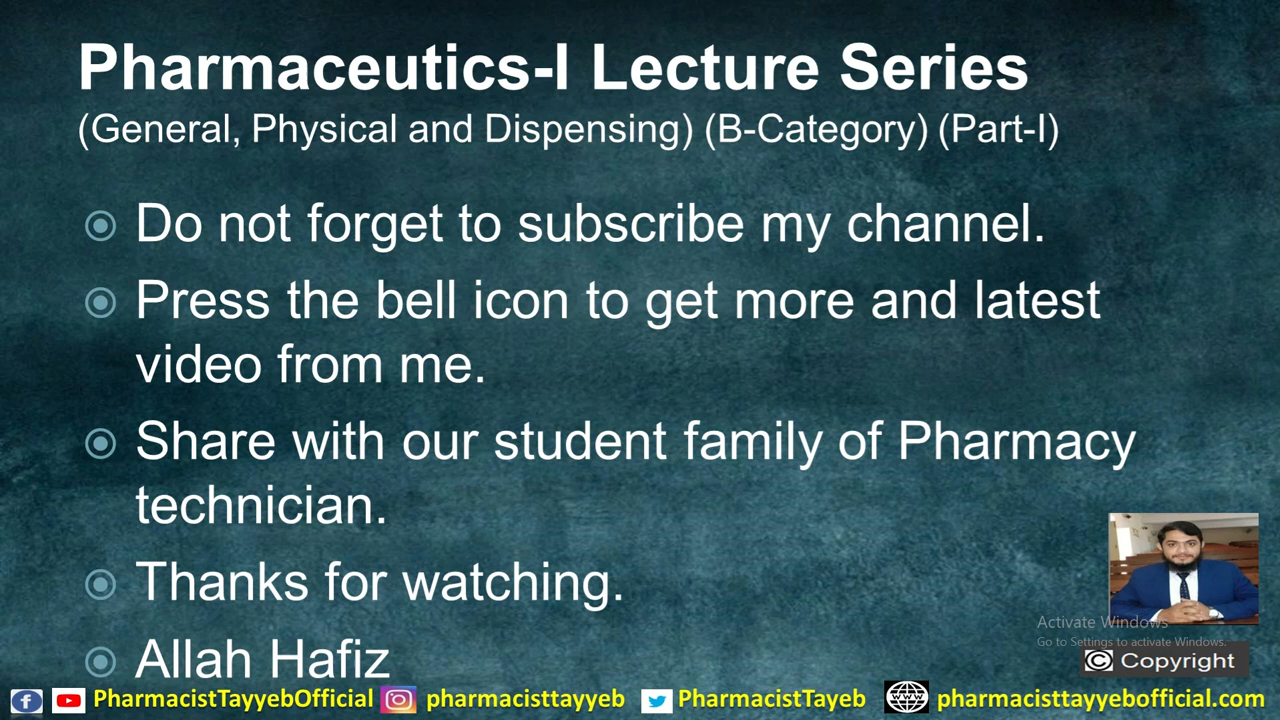 Pharmaceutics-I Lecture Series
(General, Physical and Dispensing) (B-Category) (Part-I)
Do not forget to subscribe my channel.
Press the bell icon to get more and latest
video from me.
Share with our student family of Pharmacy
technician.
Thanks for watching.
Allah Hafiz
Activate Windows
Go to Settings to activate Windows.
© Copyright
PharmacistTayyebOfficial pharmacisttayyeb PharmacistTayeb WWW pharmacisttayyebofficial.com